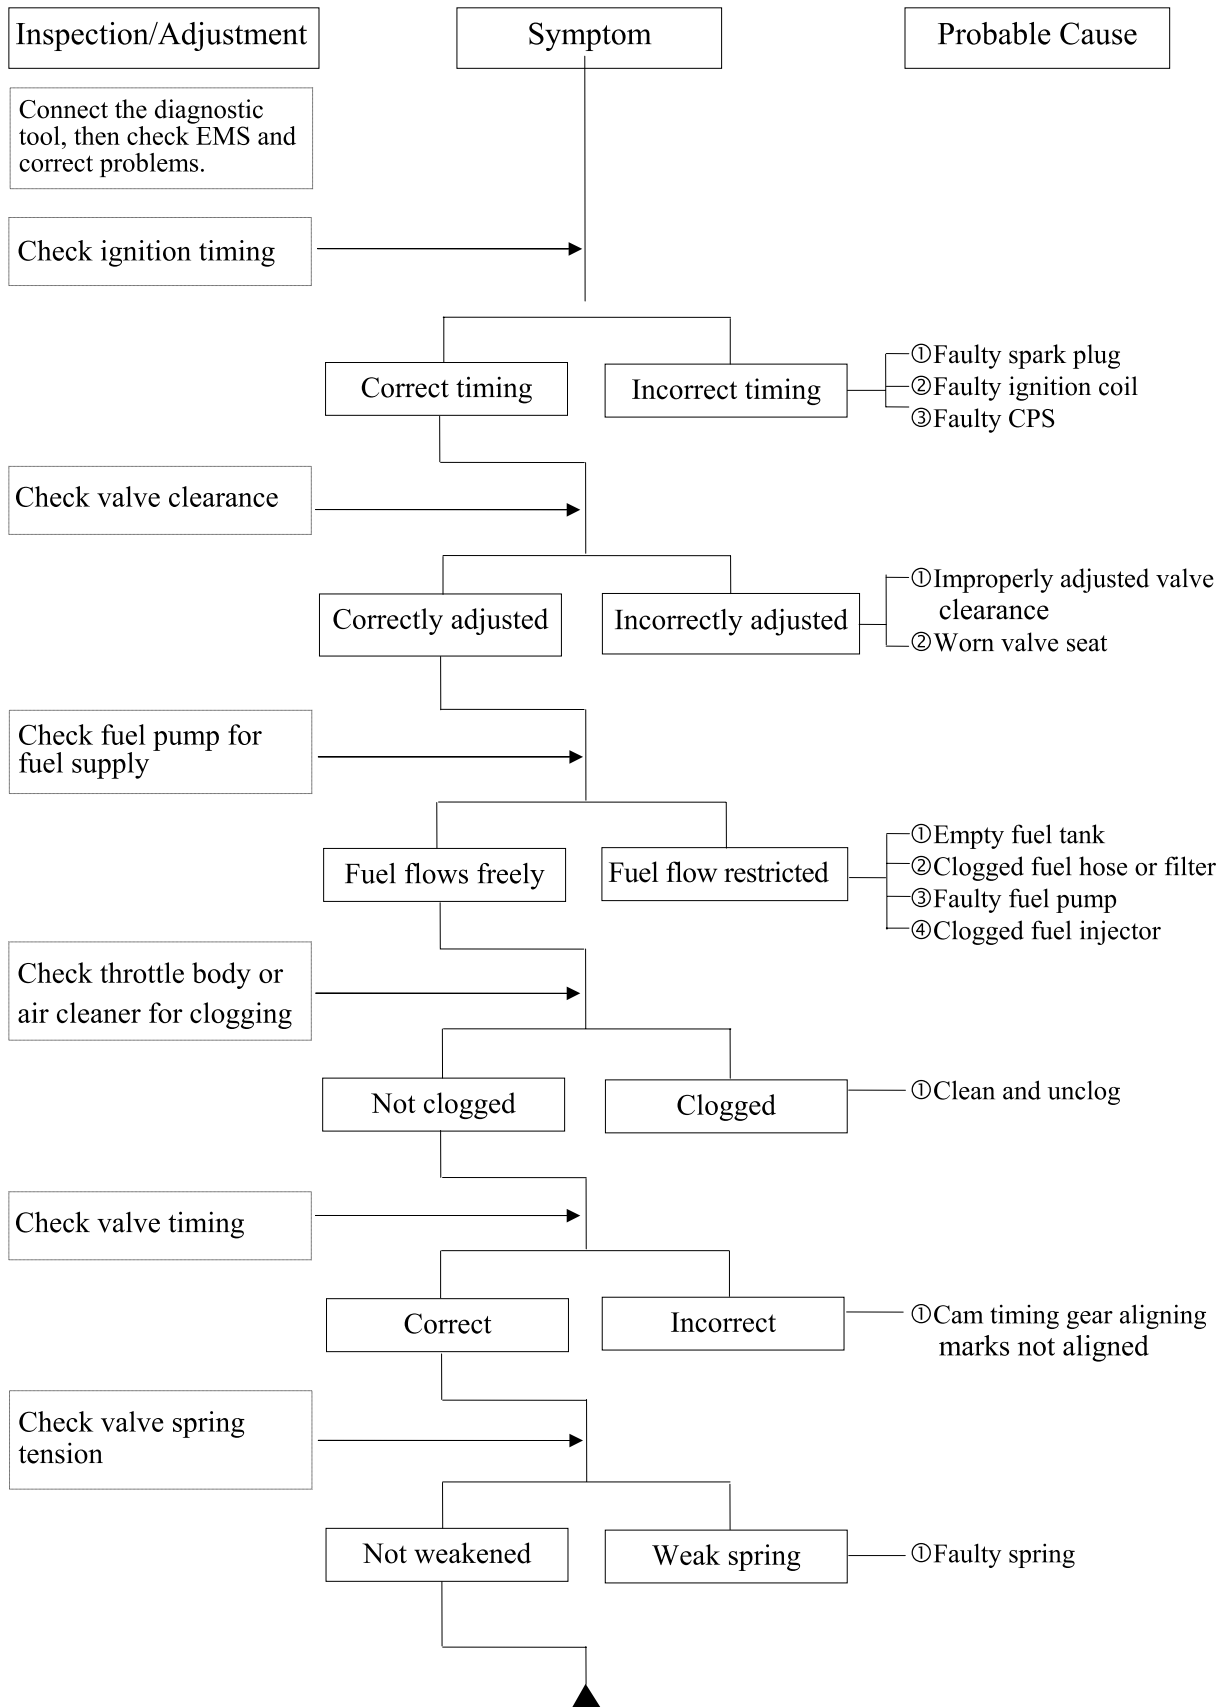 Inspection/Adjustment
Symptom
Probable Cause
Connect the diagnostic
tool, then check EMS and
correct problems.
Check ignition timing
Correct timing
Incorrect timing
①Faulty spark plug
②Faulty ignition coil
③Faulty CPS
Check valve clearance
Correctly adjusted
Incorrectly adjusted
①Improperly adjusted valve
clearance
②Worn valve seat
Check fuel pump for
fuel supply
Fuel flows freely
Fuel flow restricted
①Empty fuel tank
②Clogged fuel hose or filter
③Faulty fuel pump
④Clogged fuel injector
Check throttle body or
air cleaner for clogging
Not clogged
Clogged
①Clean and unclog
Check valve timing
Correct
Incorrect
①Cam timing gear aligning
marks not aligned
Check valve spring
tension
Not weakened
Weak spring
①Faulty spring